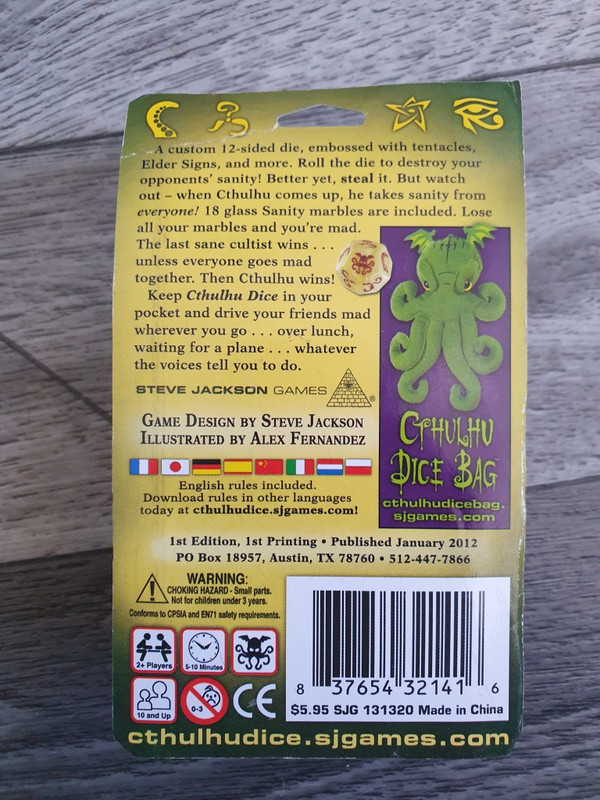 A custom 12-sided die, embossed with tentacles,
Elder Signs, and more. Roll the die to destroy your
opponents' sanity! Better yet, steal it. But watch
out – when Cthulhu comes up, he takes sanity from
everyone! 18 glass Sanity marbles are included. Lose
all your marbles and you're mad.
The last sane cultist wins . . .
unless everyone goes mad
together. Then Cthulhu wins!
Keep Cthulhu Dice in your
pocket and drive your friends mad
wherever you go . . . over lunch,
waiting for a plane . . . whatever
the voices tell you to do.
STEVE JACKSON GAMES ®
GAME DESIGN BY STEVE JACKSON
ILLUSTRATED BY ALEX FERNANDEZ
English rules included.
Download rules in other languages
today at cthulhudice.sjgames.com!
CTHULHU
DICE BAG™
cthulhudicebag.
sjgames.com
1st Edition, 1st Printing • Published January 2012
PO Box 18957, Austin, TX 78760 • 512-447-7866
WARNING:
CHOKING HAZARD - Small parts.
Not for children under 3 years.
Conforms to CPSIA and EN71 safety requirements.
2+ Players
5-10 Minutes
10 and Up
0-3
CE
8 37654 32141 6
$5.95 SJG 131320 Made in China
cthulhudice.sjgames.com